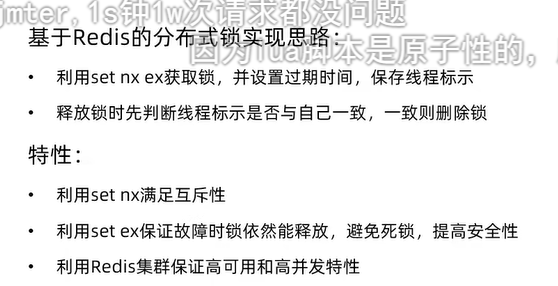 jmter，1s钟1w次请求都没问题
基于Redis的分布式锁实现思路：
因为lua脚本是原子性的，
• 利用set nx ex获取锁，并设置过期时间，保存线程标示
• 释放锁时先判断线程标示是否与自己一致，一致则删除锁
特性：
• 利用set nx满足互斥性
• 利用set ex保证故障时锁依然能释放，避免死锁，提高安全性
• 利用Redis集群保证高可用和高并发特性